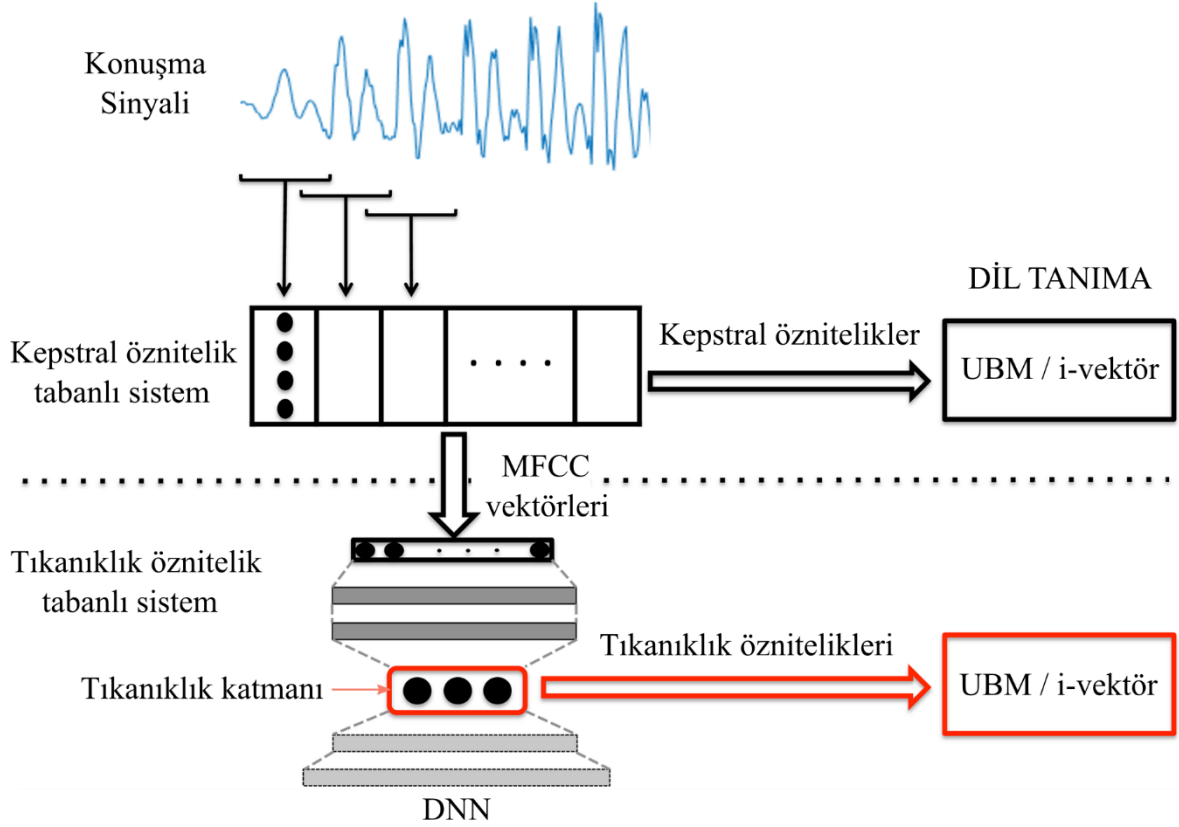 Konuşma
Sinyali
DİL TANIMA
Kepstral öznitelik
tabanlı sistem
Kepstral öznitelikler
UBM / i-vektör
MFCC
vektörleri
Tıkanıklık öznitelik
tabanlı sistem
Tıkanıklık öznitelikleri
Tıkanıklık katmanı
UBM / i-vektör
DNN